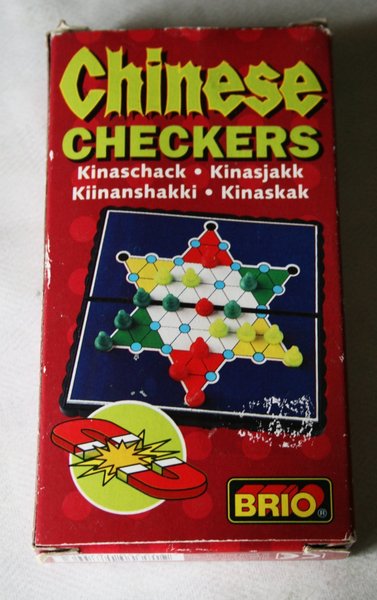 Chinese
CHECKERS
Kinaschack • Kinasjakk
Kiinanshakki • Kinaskak
BRIO®